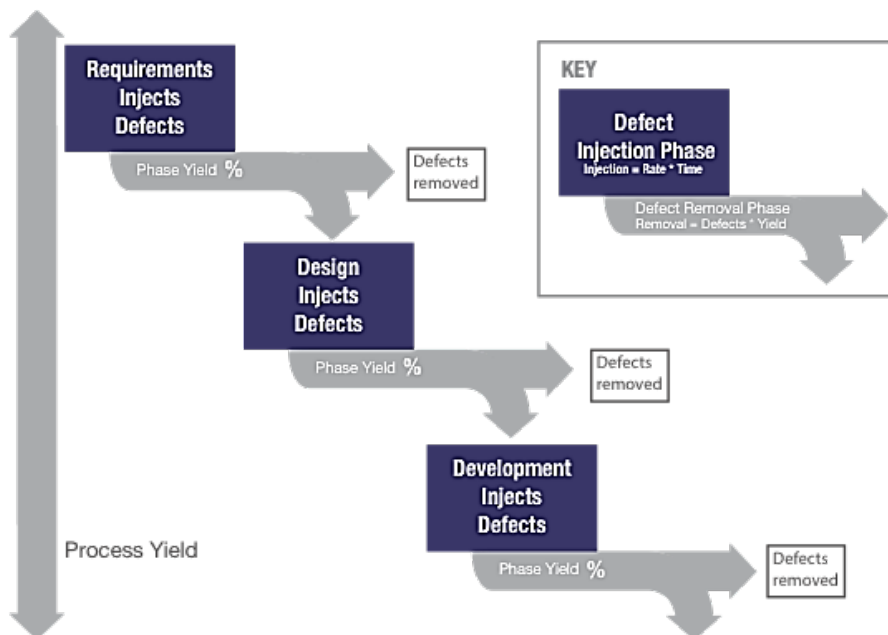 Requirements
Injects
Defects
Phase Yield %
Defects
removed
KEY
Defect
Injection Phase
Injection = Rate * Time
Defect Removal Phase
Removal = Defects * Yield
Design
Injects
Defects
Phase Yield %
Defects
removed
Development
Injects
Defects
Phase Yield %
Defects
removed
Process Yield